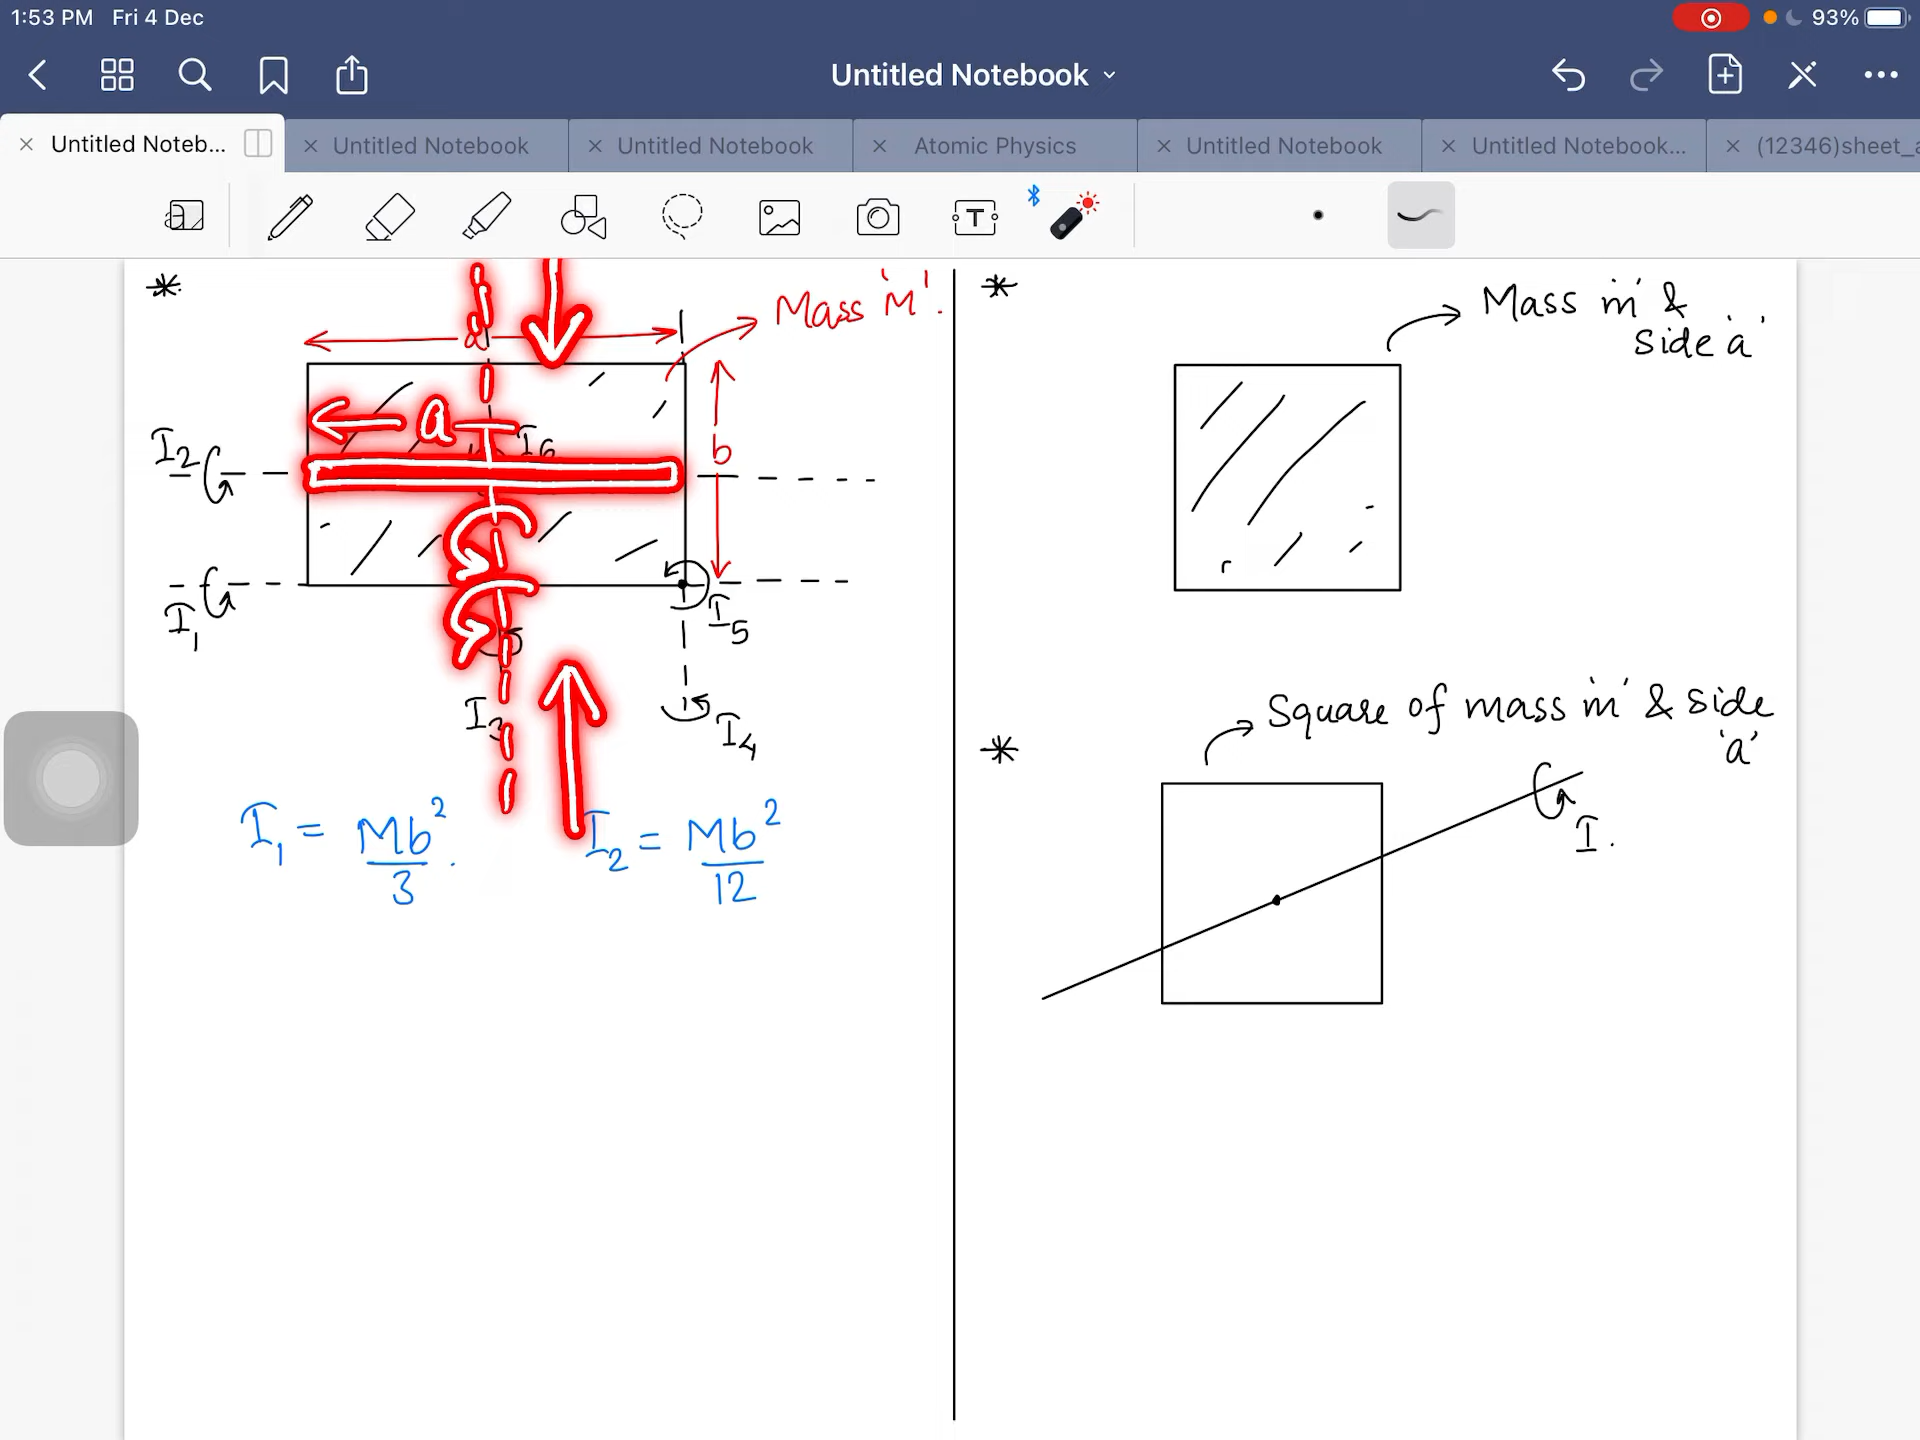 1:53 PM Fri 4 Dec
93%
Untitled Notebook
Untitled Noteb...
Untitled Notebook
Untitled Notebook
Atomic Physics
Untitled Notebook
Untitled Notebook...
(12346)sheet_a
*
a
Mass 'M'.
a
b
I2
I6
I1
I5
I3
I4
I1 = Mb²/3.
I2 = Mb²/12
*
Mass 'm' &
side 'a'
*
Square of mass 'm' & side
'a'
I.